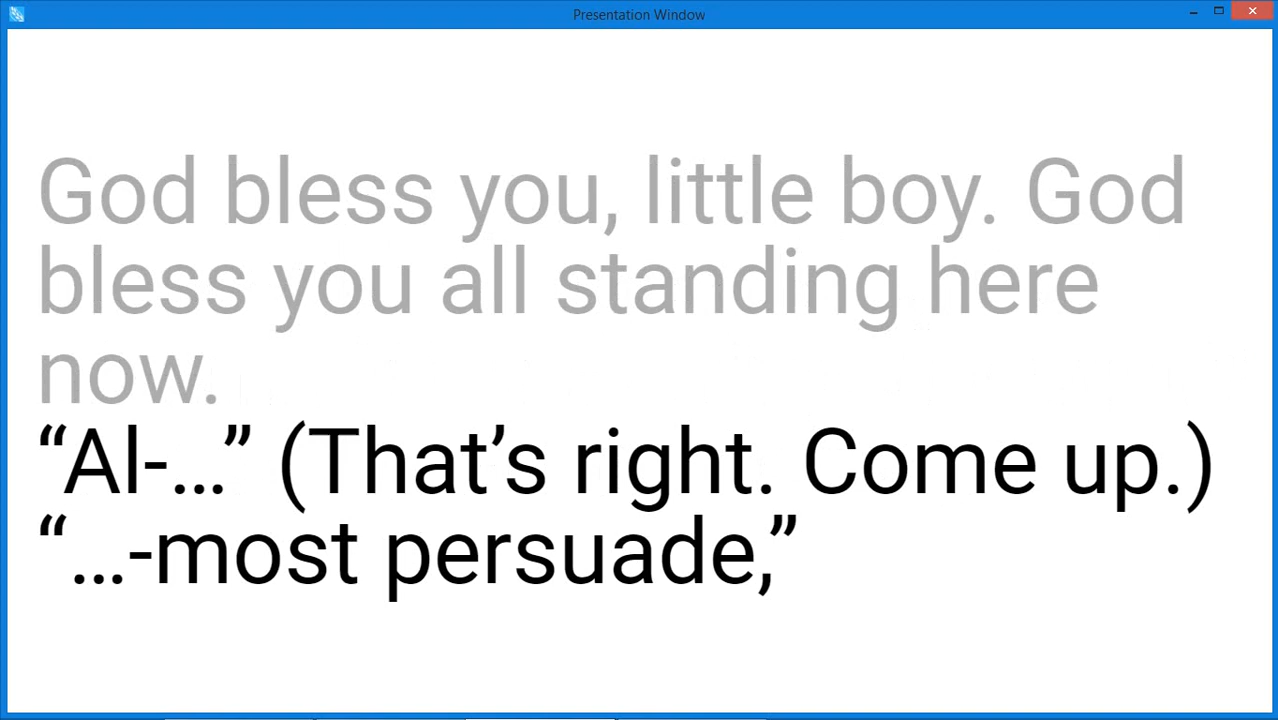 Presentation Window
God bless you, little boy. God
bless you all standing here
now.
“Al-…” (That’s right. Come up.)
“…-most persuade,”